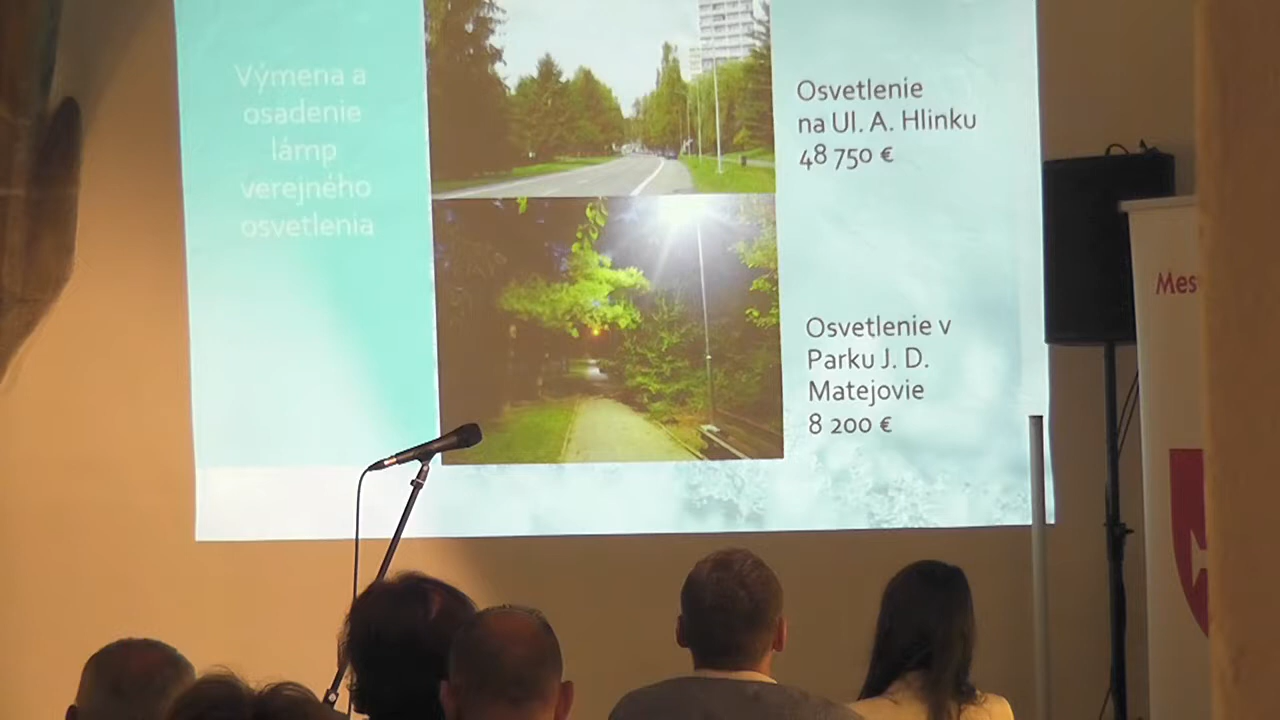 Výmena a
osadenie
lámp
verejného
osvetlenia
Osvetlenie
na Ul. A. Hlinku
48 750 €
Osvetlenie v
Parku J. D.
Matejovie
8 200 €
Mes